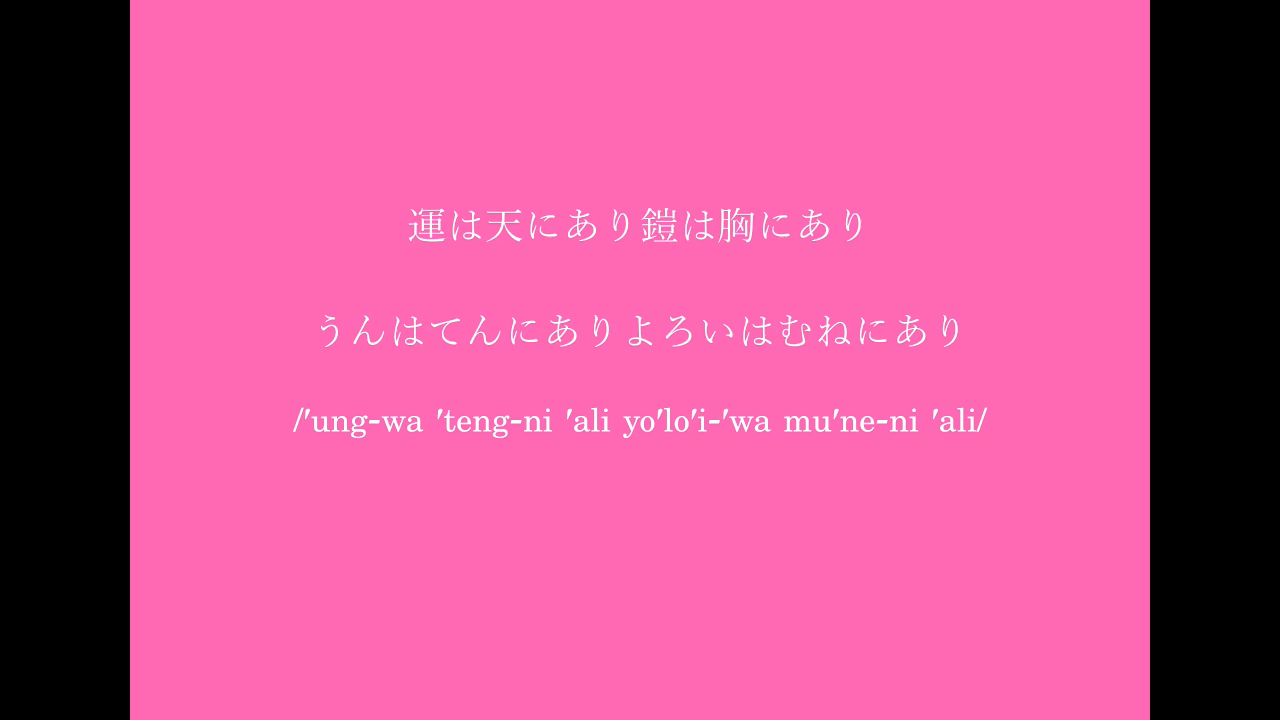 運は天にあり鎧は胸にあり
うんはてんにありよろいはむねにあり
/′ung-wa ′teng-ni ′ali yo′lo′i-′wa mu′ne-ni ′ali/